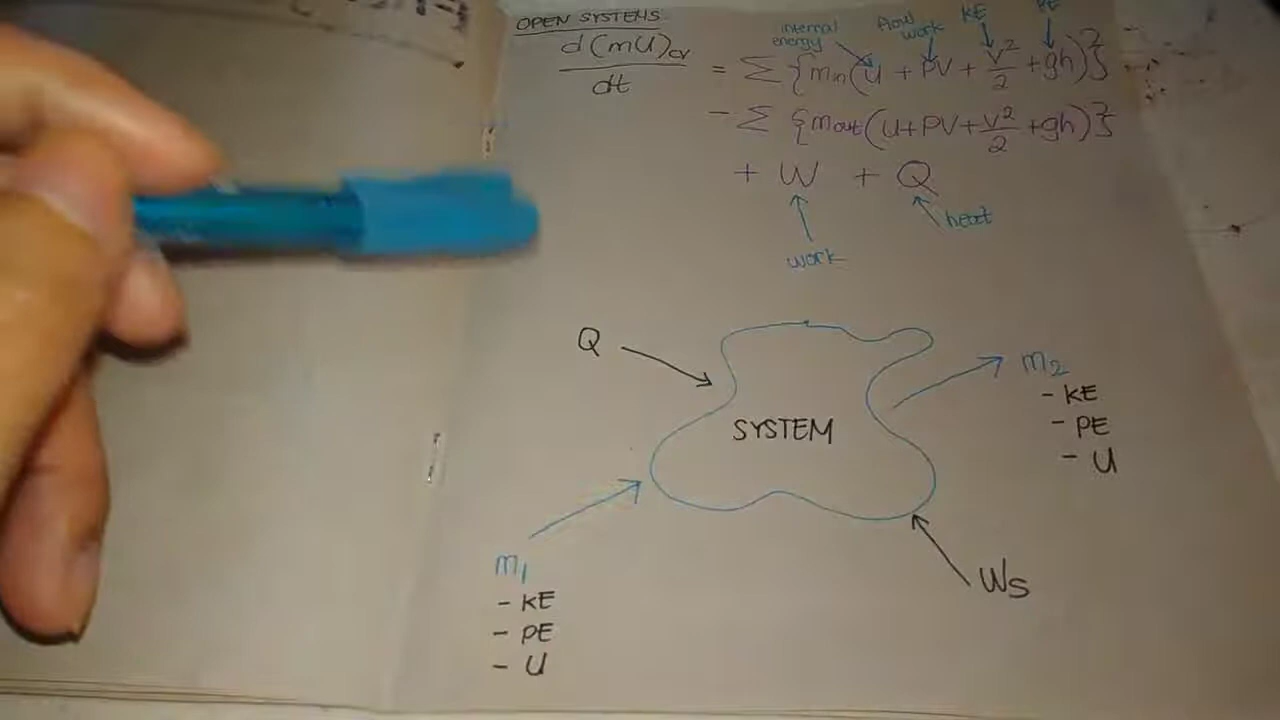 OPEN SYSTEMS
d(mU)cv
dt
internal energy
flow work
KE
PE
= Σ {min(U + PV + v²/2 + gh)}
- Σ {mout(U+PV+v²/2+gh)}
+ W + Q
heat
work
Q
m2
- KE
- PE
- U
SYSTEM
m1
- KE
- PE
- U
Ws